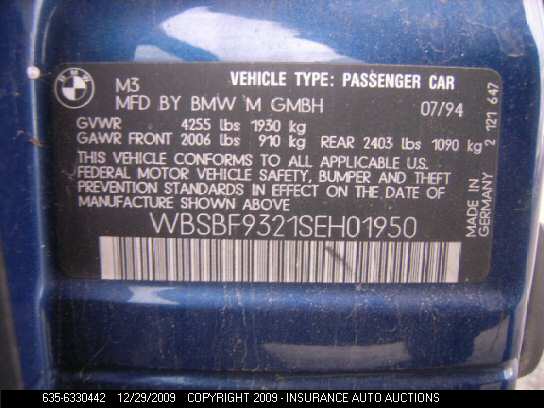 BMW
M3
VEHICLE TYPE: PASSENGER CAR
MFD BY BMW M GMBH 07/94
GVWR 4255 lbs 1930 kg
GAWR FRONT 2006 lbs 910 kg REAR 2403 lbs 1090 kg
THIS VEHICLE CONFORMS TO ALL APPLICABLE U.S.
FEDERAL MOTOR VEHICLE SAFETY, BUMPER AND THEFT
PREVENTION STANDARDS IN EFFECT ON THE DATE OF
MANUFACTURE SHOWN ABOVE
WBSBF9321SEH01950
MADE IN
GERMANY
2 121 647
635-6330442 12/29/2009 COPYRIGHT 2009 - INSURANCE AUTO AUCTIONS